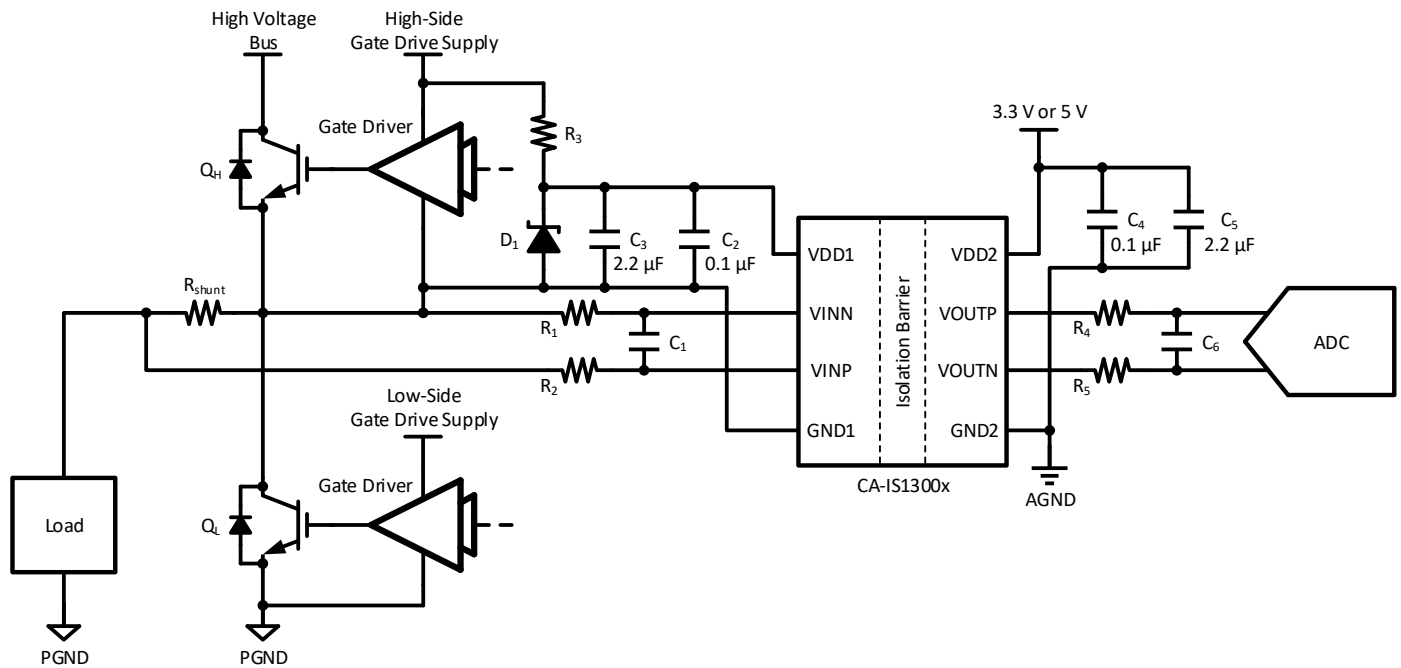 High Voltage
Bus
High-Side
Gate Drive Supply
3.3 V or 5 V
Gate Driver
R3
QH
D1
C3
2.2 µF
C2
0.1 µF
C4
0.1 µF
C5
2.2 µF
VDD1
VDD2
Rshunt
R1
C1
R2
VINN
VINP
GND1
Isolation Barrier
VOUTP
VOUTN
GND2
R4
C6
R5
ADC
CA-IS1300x
AGND
Low-Side
Gate Drive Supply
Gate Driver
QL
Load
PGND
PGND